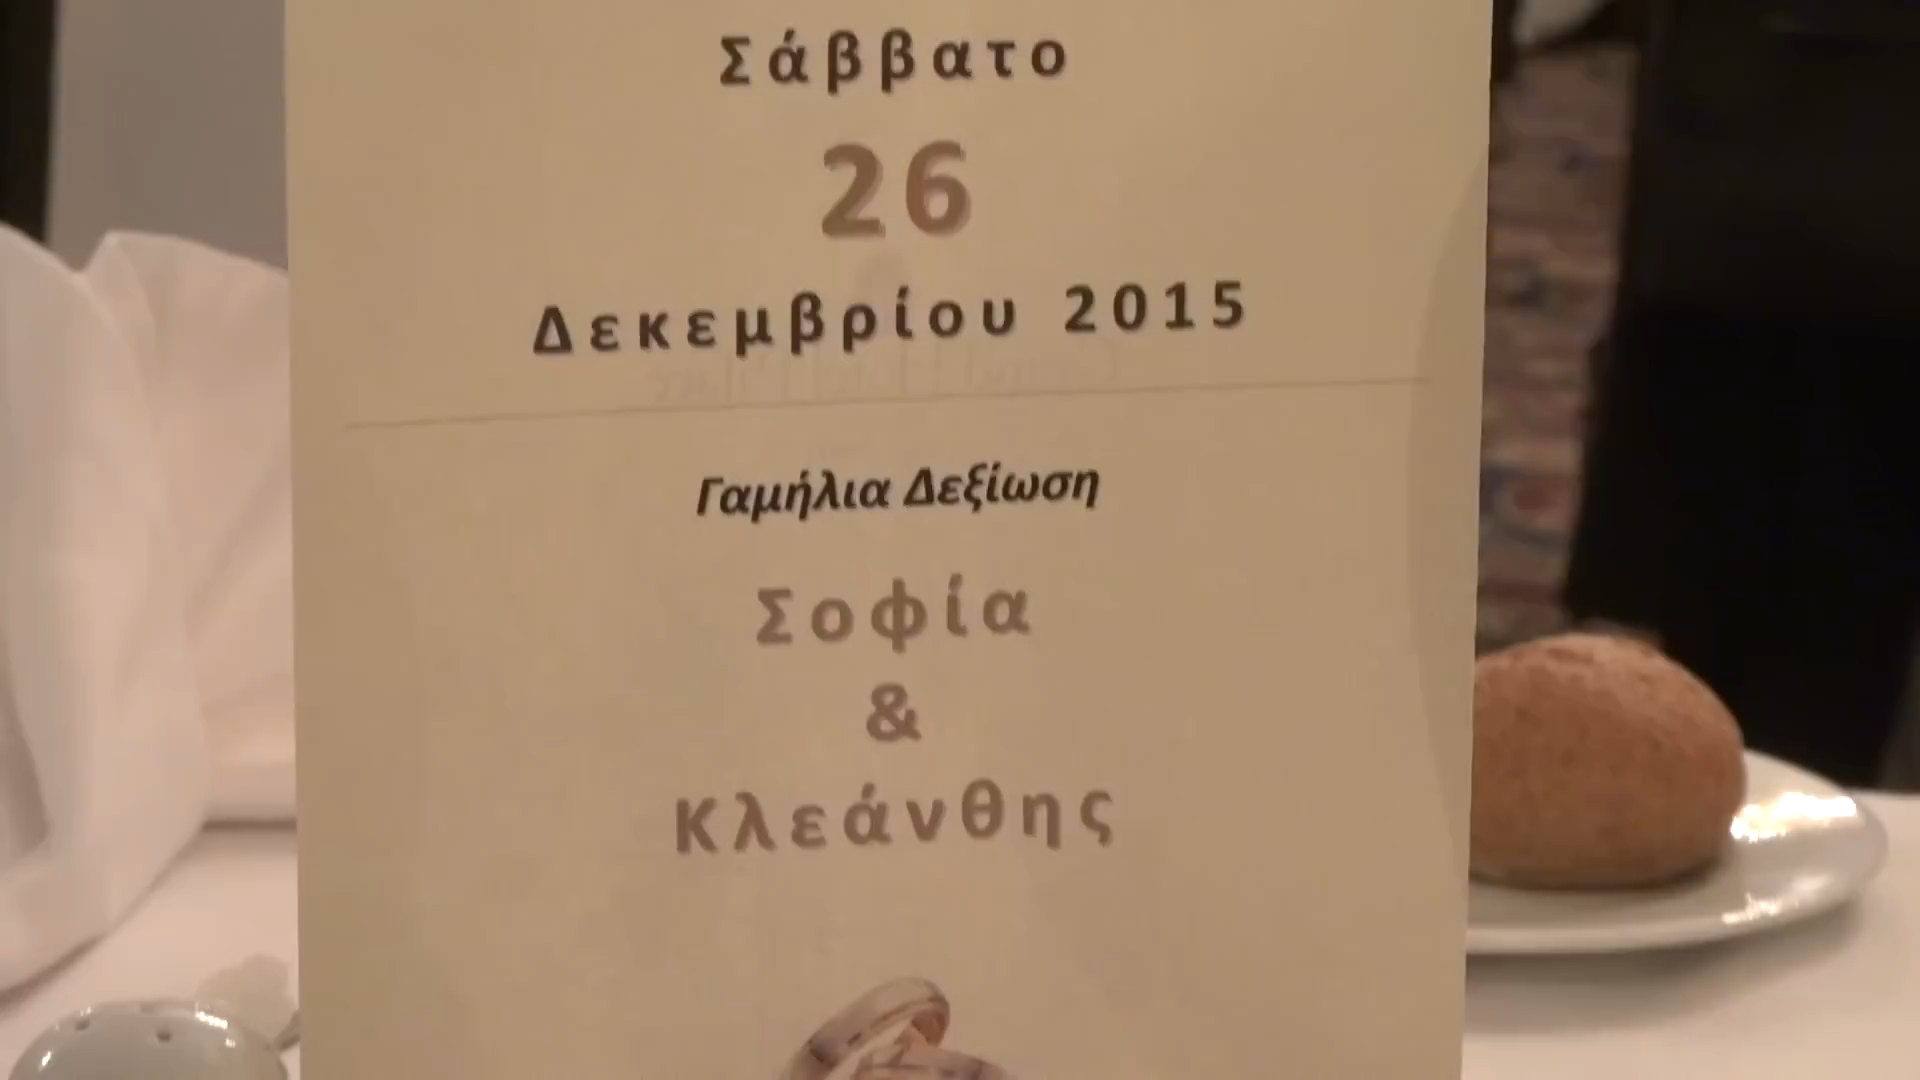 Σάββατο
26
Δεκεμβρίου 2015
Γαμήλια Δεξίωση
Σοφία
&
Κλεάνθης